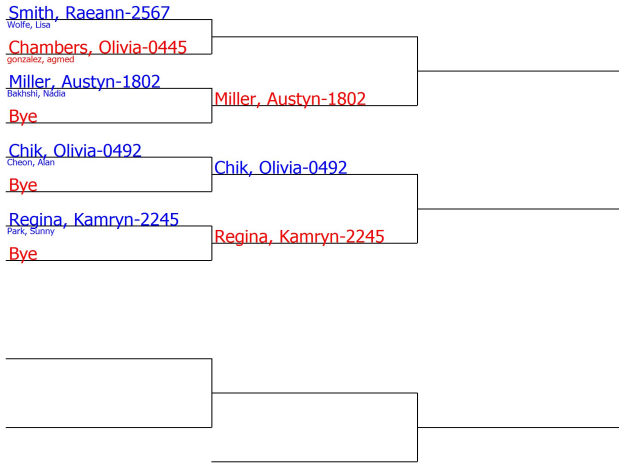 Smith, Raeann-2567
Wolfe, Lisa
Chambers, Olivia-0445
gonzalez, agmed
Miller, Austyn-1802
Bakhshi, Nadia
Miller, Austyn-1802
Bye
Chik, Olivia-0492
Cheon, Alan
Chik, Olivia-0492
Bye
Regina, Kamryn-2245
Park, Sunny
Regina, Kamryn-2245
Bye